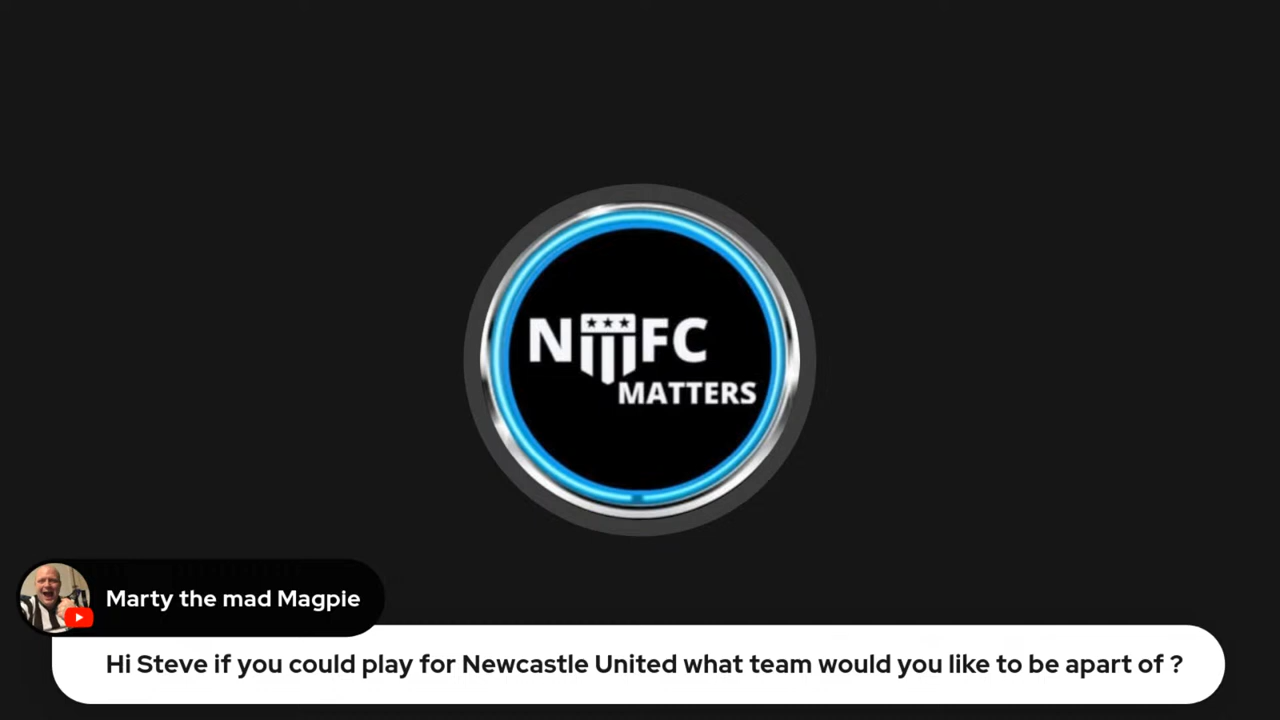 NUFC
MATTERS
Marty the mad Magpie
Hi Steve if you could play for Newcastle United what team would you like to be apart of ?